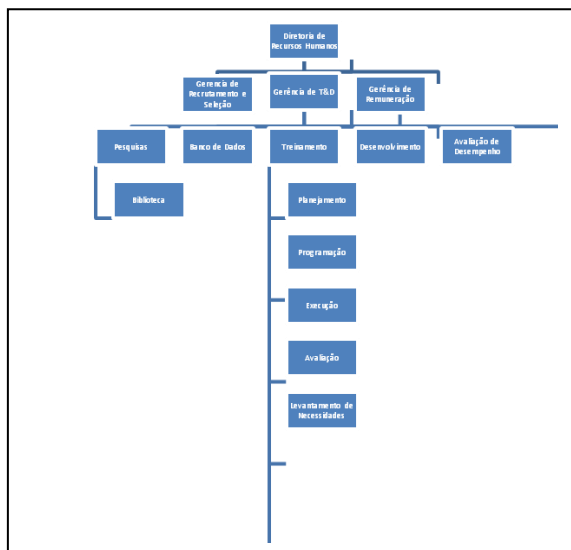 Diretoria de
Recursos Humanos
Gerencia de
Recrutamento e
Seleção
Gerência de T&D
Gerência de
Remuneração
Pesquisas
Banco de Dados
Treinamento
Desenvolvimento
Avaliação de
Desempenho
Biblioteca
Planejamento
Programação
Execução
Avaliação
Levantamento de
Necessidades